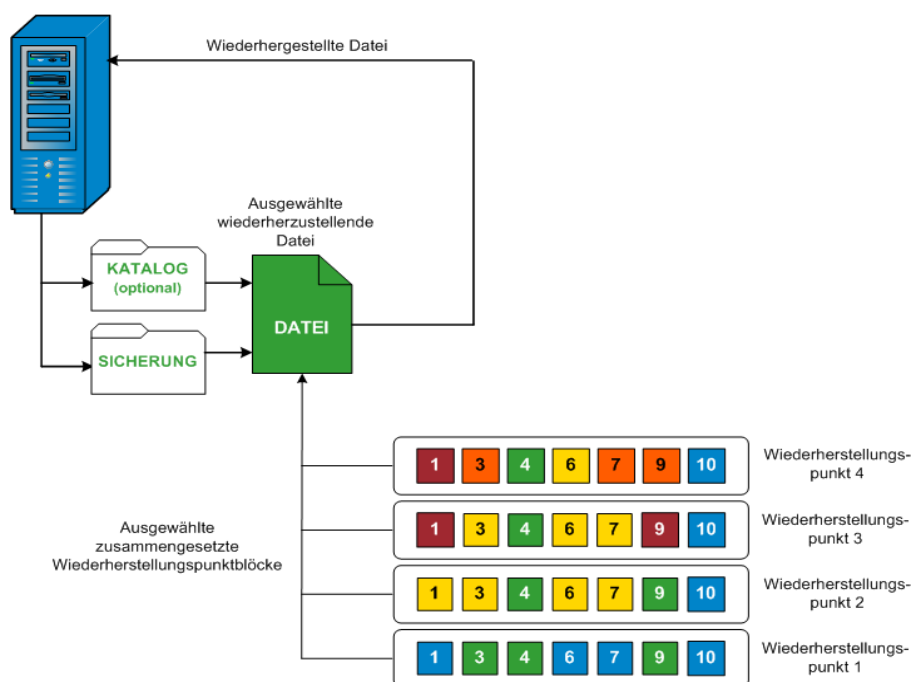 Wiederhergestellte Datei
Ausgewählte
wiederherzustellende
Datei
KATALOG
(optional)
DATEI
SICHERUNG
1 3 4 6 7 9 10
Wiederherstellungs-
punkt 4
Ausgewählte
zusammengesetzte
Wiederherstellungspunktblöcke
1 3 4 6 7 9 10
Wiederherstellungs-
punkt 3
1 3 4 6 7 9 10
Wiederherstellungs-
punkt 2
1 3 4 6 7 9 10
Wiederherstellungs-
punkt 1